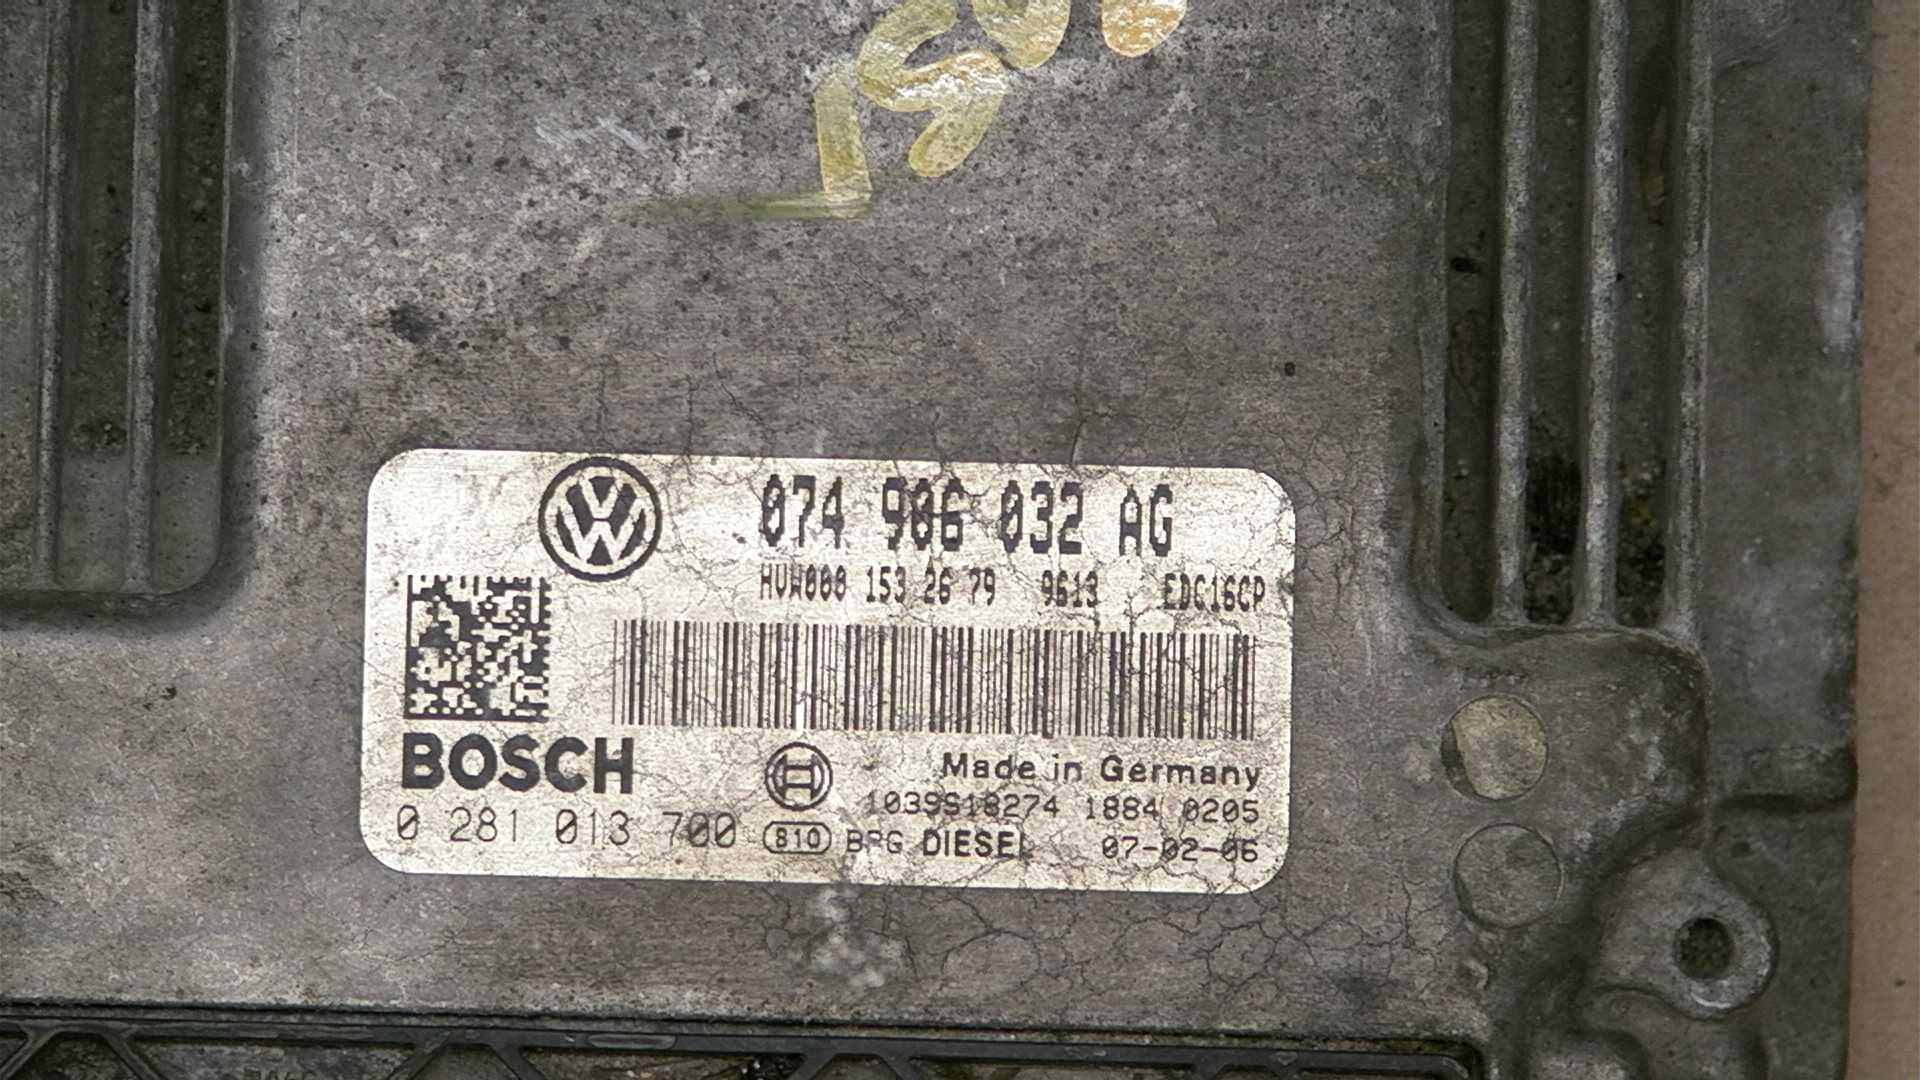 074 906 032 AG
HVW008 153 26 79 9613 EDC16CP
BOSCH
Made in Germany
1039S18274 1884 0205
0 281 013 700
810 DIESEL 07-02-06